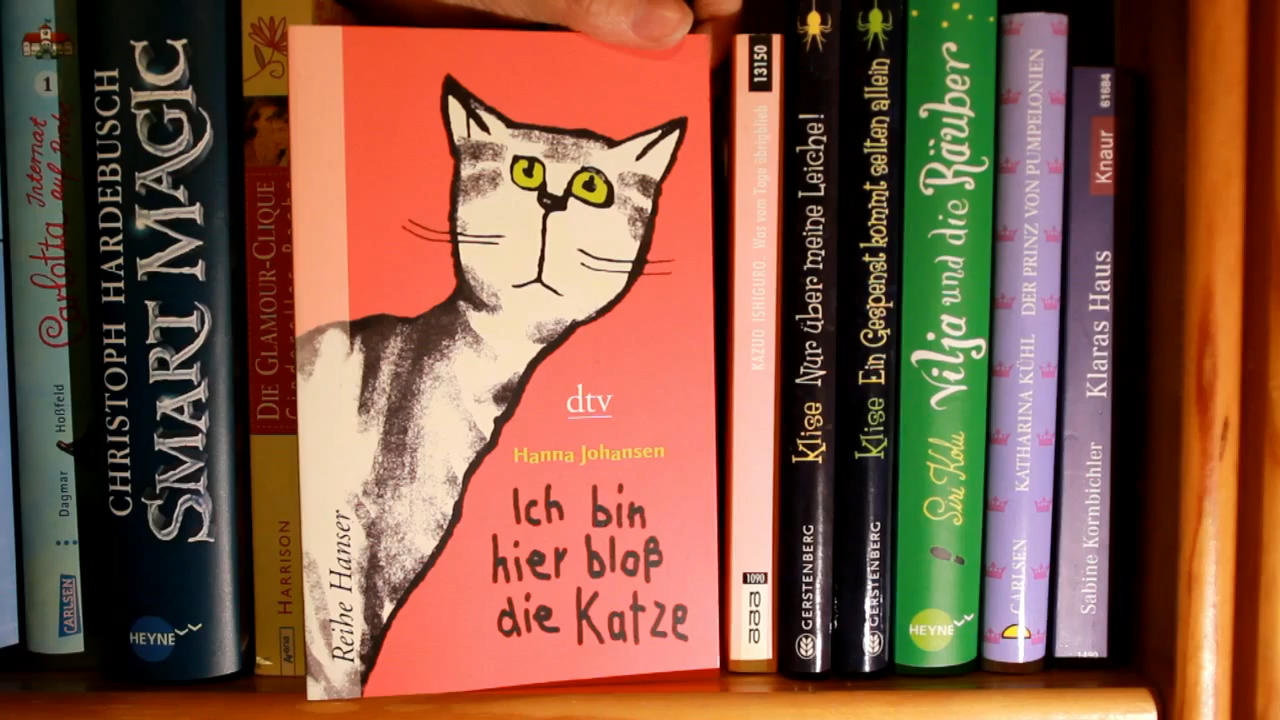 1
Carlotta Internat auf Probe
Dagmar Hoßfeld
CARLSEN
CHRISTOPH HARDEBUSCH
SMART MAGIC
HEYNE
DIE GLAMOUR-CLIQUE
HARRISON
Arena
dtv
Hanna Johansen
Ich bin
hier bloß
die Katze
Reihe Hanser
13150
KAZUO ISHIGURO. Was vom Tage übrigblieb
1090
Klise Nur über meine Leiche!
GERSTENBERG
Klise Ein Gespenst kommt selten allein
GERSTENBERG
Siri Kolu Vilja und die Räuber
HEYNE
KATHARINA KÜHL DER PRINZ VON PUMPELONIEN
CARLSEN
61684
Knaur
Sabine Kornbichler Klaras Haus
1490